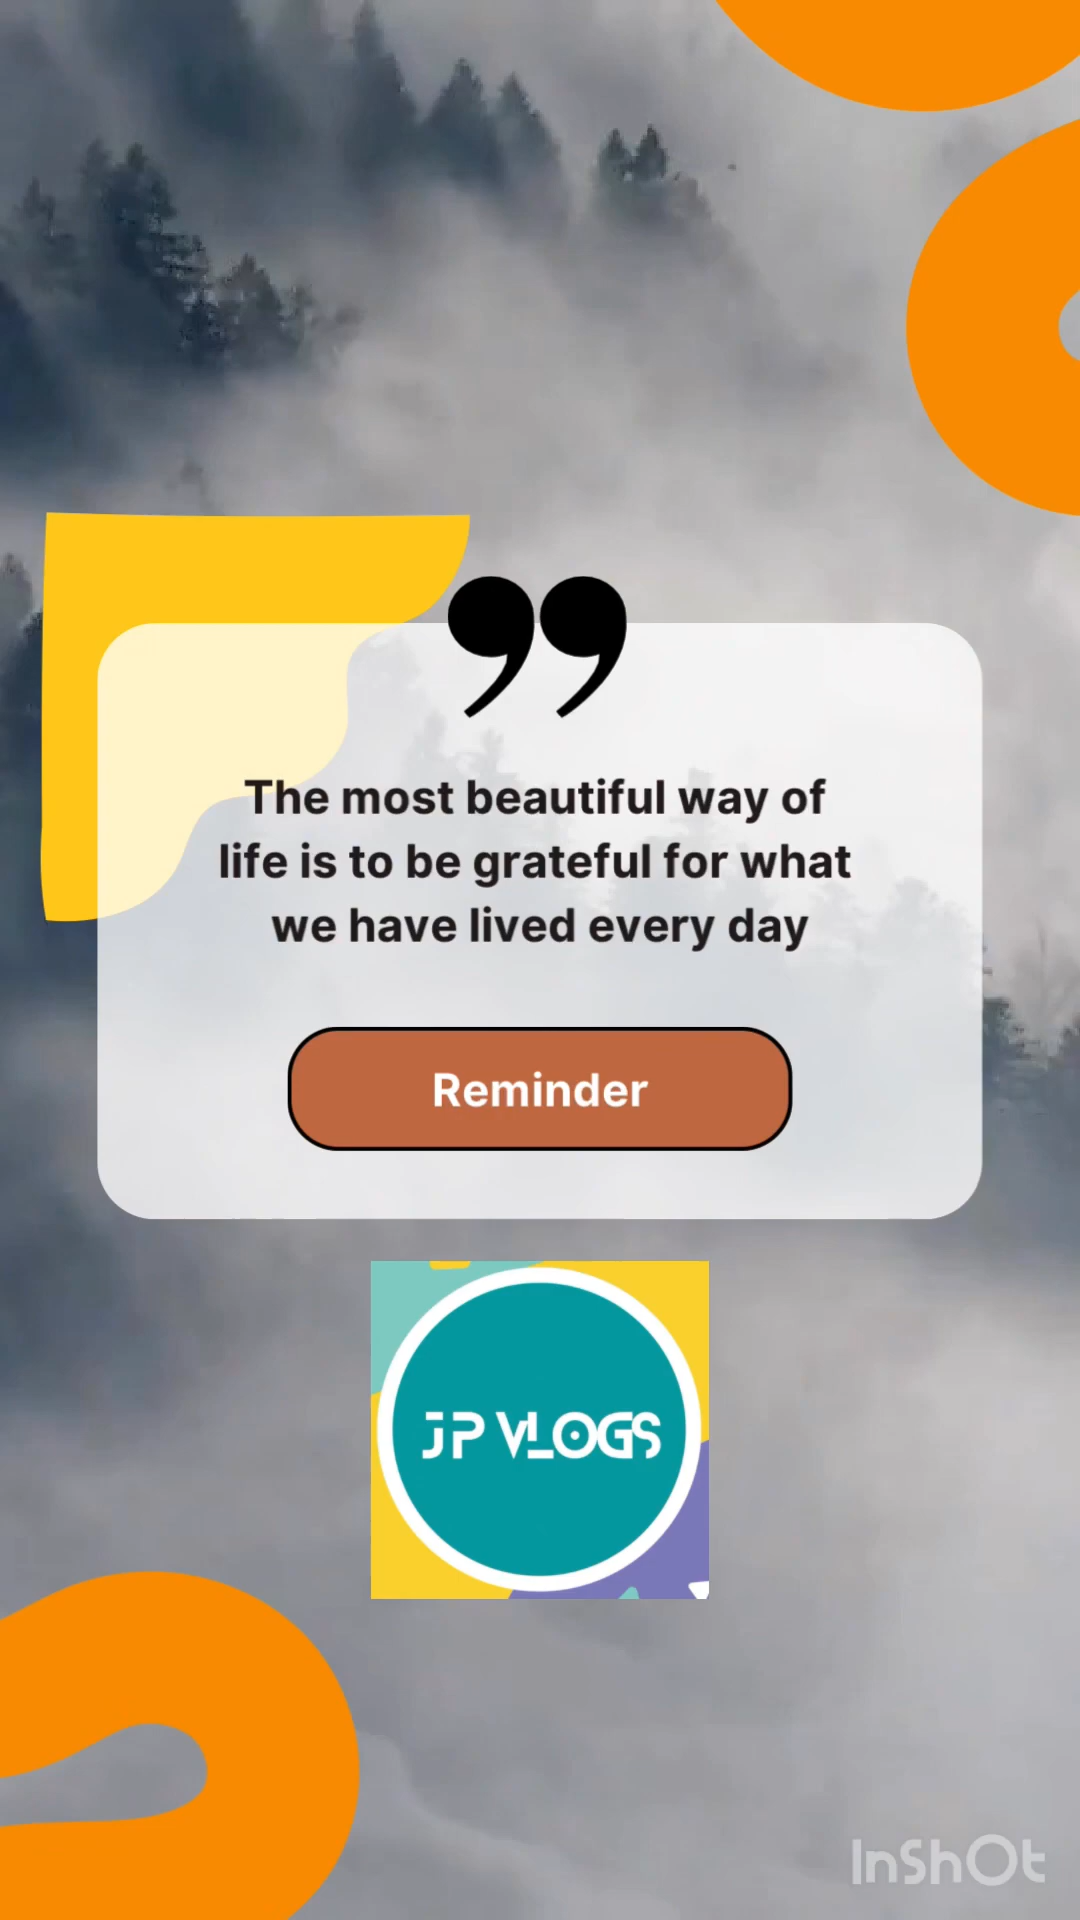 ”
The most beautiful way of
life is to be grateful for what
we have lived every day
Reminder
JP VLOGS
InShOt